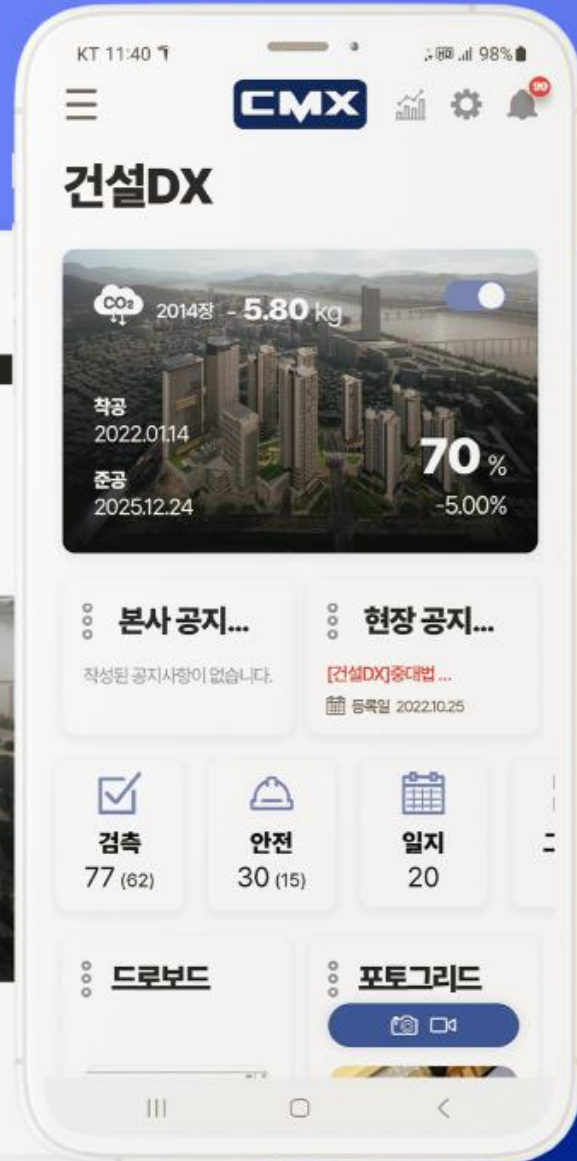 KT 11:40
98%
CMX
99
건설DX
CO2 2014장 - 5.80 kg
착공
2022.01.14
준공
2025.12.24
70 %
-5.00%
본사 공지...
작성된 공지사항이 없습니다.
현장 공지...
[건설DX]중대법 ...
등록일 2022.10.25
검측
77 (62)
안전
30 (15)
일지
20
드로보드
포토그리드